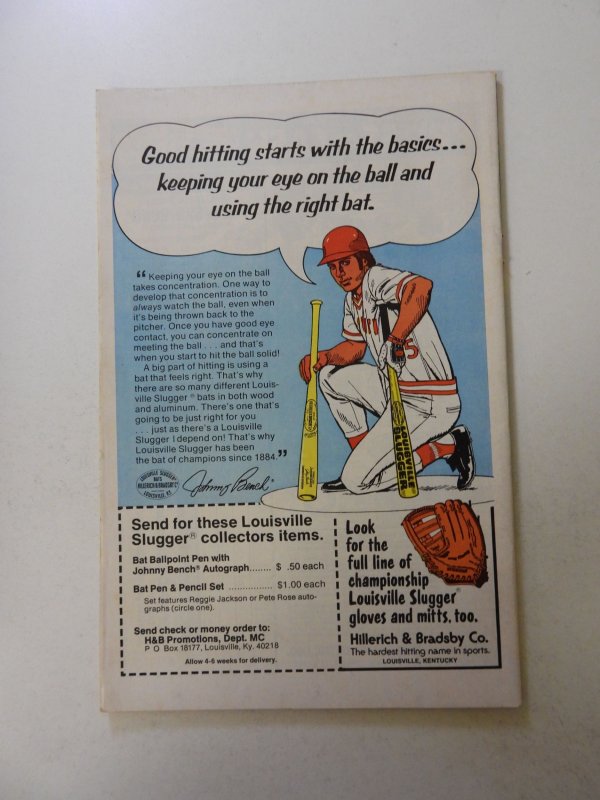 Good hitting starts with the basics...
keeping your eye on the ball and
using the right bat.
“Keeping your eye on the ball
takes concentration. One way to
develop that concentration is to
always watch the ball, even when
it's being thrown back to the
pitcher. Once you have good eye
contact, you can concentrate on
meeting the ball . . . and that's
when you start to hit the ball solid!
A big part of hitting is using a
bat that feels right. That's why
there are so many different Louis-
ville Slugger® bats in both wood
and aluminum. There's one that's
going to be just right for you
. . . just as there's a Louisville
Slugger I depend on! That's why
Louisville Slugger has been
the bat of champions since 1884.”
LOUISVILLE SLUGGER®
BATS
HILLERICH & BRADSBY Co
LOUISVILLE, KY.
Johnny Bench®
5
LOUISVILLE
SLUGGER
Send for these Louisville
Slugger® collectors items.
Bat Ballpoint Pen with
Johnny Bench® Autograph....... $ .50 each
Bat Pen & Pencil Set ................ $1.00 each
Set features Reggie Jackson or Pete Rose auto-
graphs (circle one).
Send check or money order to:
H&B Promotions, Dept. MC
P O Box 18177, Louisville, Ky. 40218
Allow 4-6 weeks for delivery.
Look
for the
full line of
championship
Louisville Slugger®
gloves and mitts, too.
Hillerich & Bradsby Co.
The hardest hitting name in sports.
LOUISVILLE, KENTUCKY